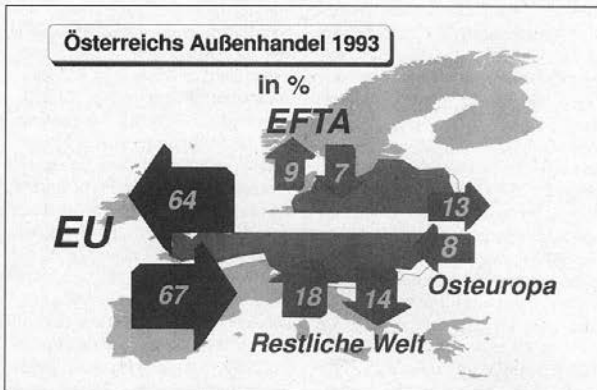 Österreichs Außenhandel 1993
in %
EFTA
9 7
64
13
EU
8
67
18
14
Osteuropa
Restliche Welt